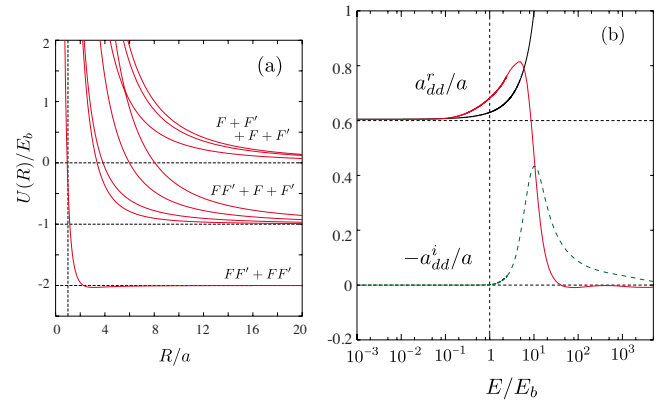 (a)
U(R)/E_b
2
1
0
-1
-2
F + F′
+ F + F′
FF′ + F + F′
FF′ + FF′
0 4 8 12 16 20
R/a
(b)
1
0.8
0.6
0.4
0.2
0
-0.2
a^r_{dd}/a
−a^i_{dd}/a
10^{-3} 10^{-2} 10^{-1} 1 10^1 10^2 10^3
E/E_b